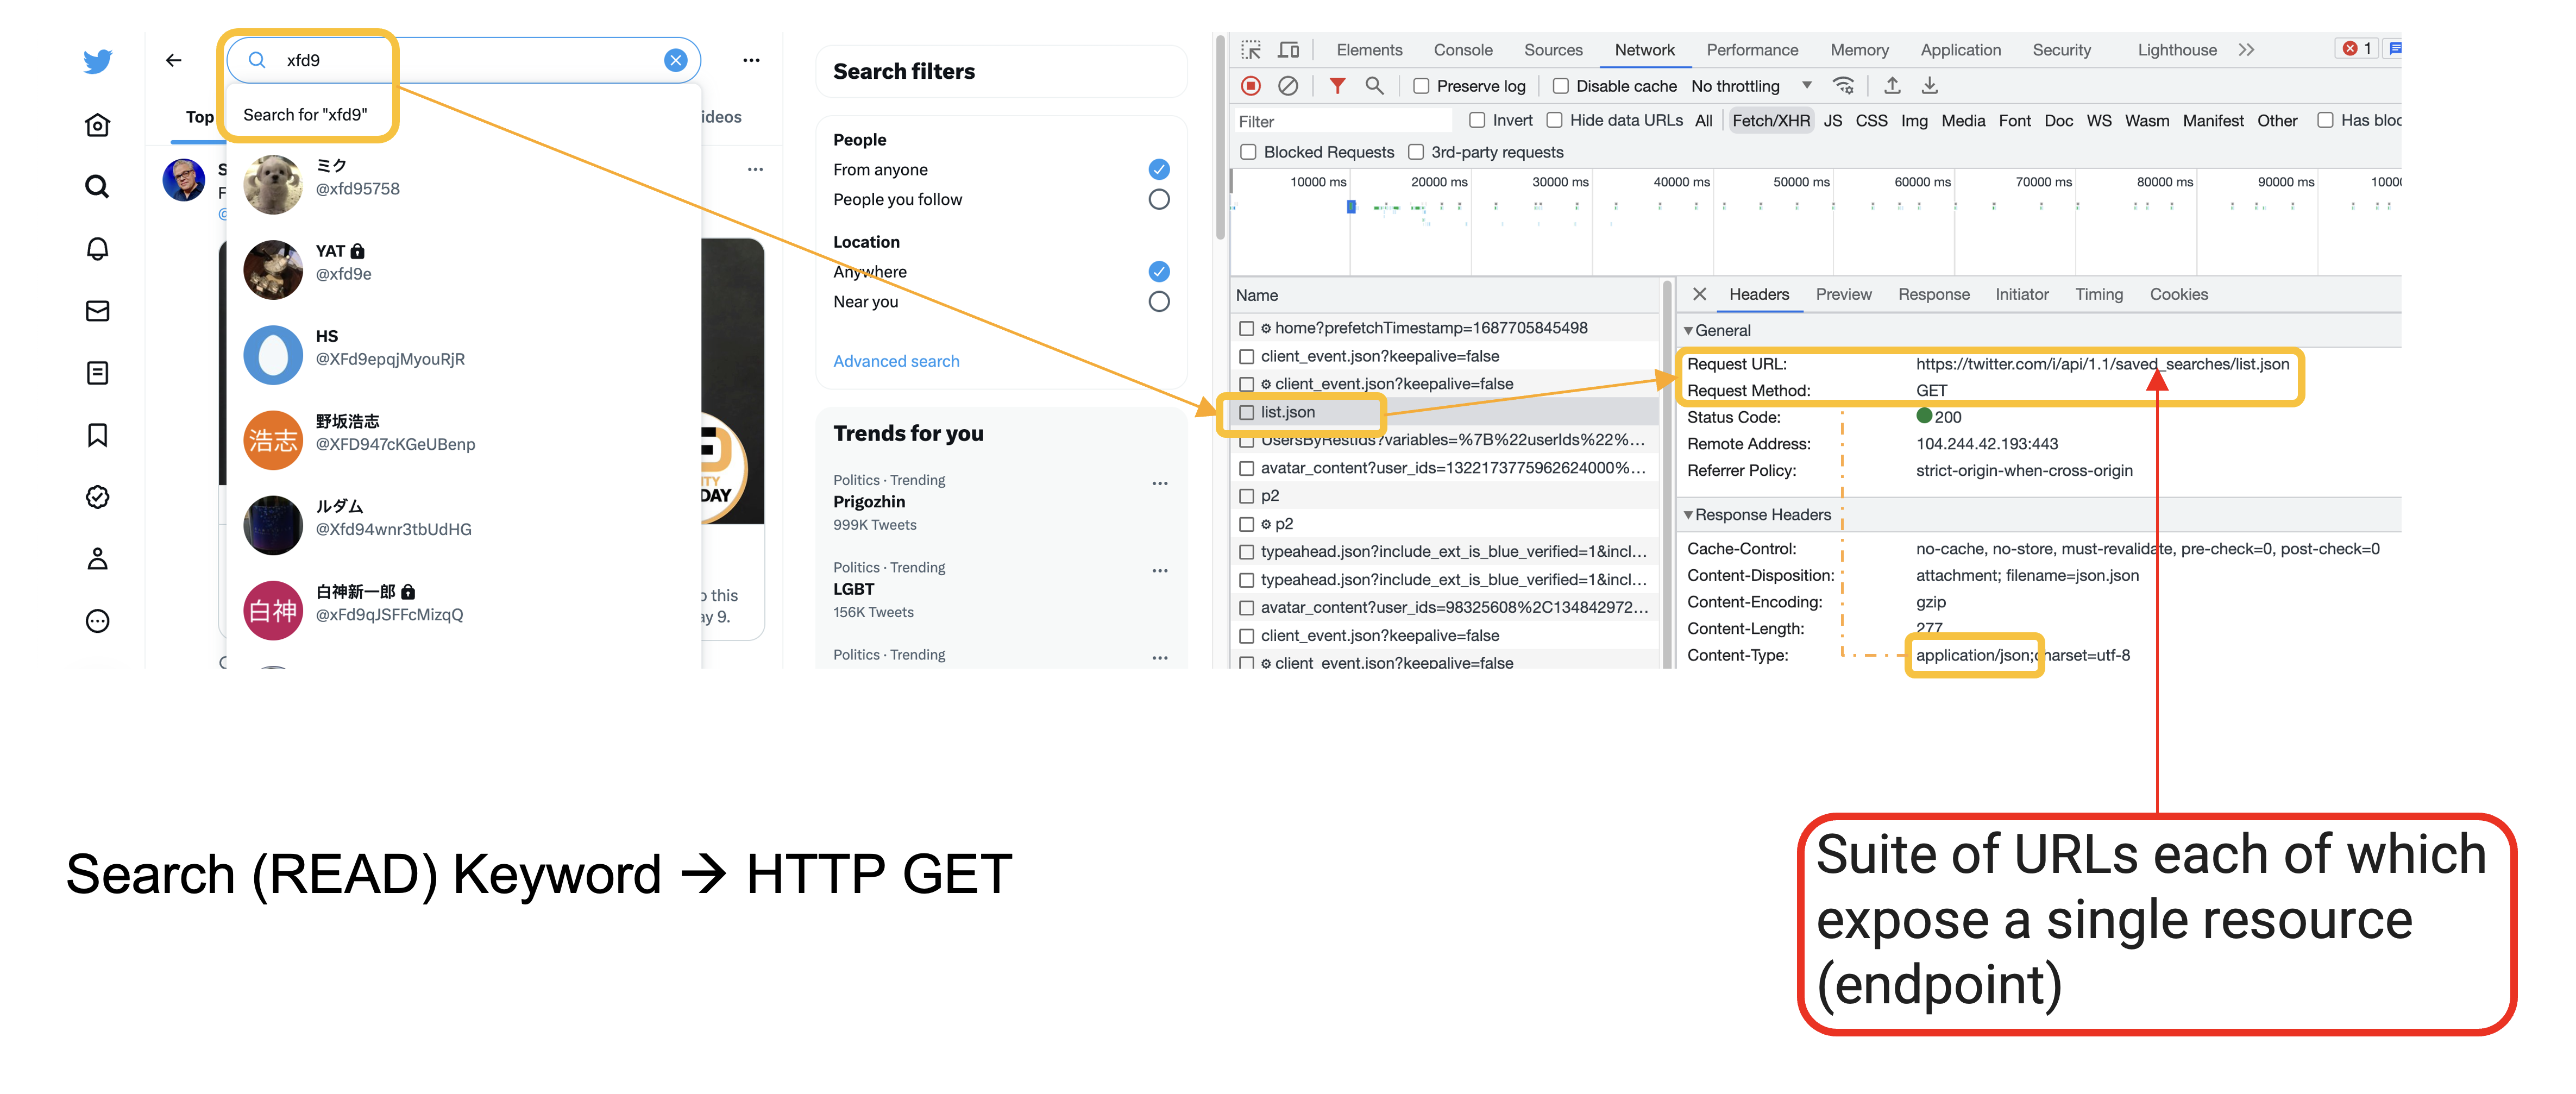 xfd9
Search for "xfd9"
Top
ideos
S
F
@
ミク
@xfd95758
YAT
@xfd9e
HS
@XFd9epqjMyouRjR
浩志
野坂浩志
@XFD947cKGeUBenp
ルダム
@Xfd94wnr3tbUdHG
白神
白神新一郎
@xFd9qJSFFcMizqQ
ITY
DAY
o this
ay 9.
Search filters
People
From anyone
People you follow
Location
Anywhere
Near you
Advanced search
Trends for you
Politics · Trending
Prigozhin
999K Tweets
Politics · Trending
LGBT
156K Tweets
Politics · Trending
Elements Console Sources Network Performance Memory Application Security Lighthouse 1
Preserve log Disable cache No throttling
Filter Invert Hide data URLs All Fetch/XHR JS CSS Img Media Font Doc WS Wasm Manifest Other Has bloc
Blocked Requests 3rd-party requests
10000 ms 20000 ms 30000 ms 40000 ms 50000 ms 60000 ms 70000 ms 80000 ms 90000 ms 1000
Name
home?prefetchTimestamp=1687705845498
client_event.json?keepalive=false
client_event.json?keepalive=false
list.json
UsersByRestIds?variables=%7B%22userIds%22%...
avatar_content?user_ids=1322173775962624000%...
p2
p2
typeahead.json?include_ext_is_blue_verified=1&incl...
typeahead.json?include_ext_is_blue_verified=1&incl...
avatar_content?user_ids=98325608%2C134842972...
client_event.json?keepalive=false
client_event.json?keepalive=false
Headers Preview Response Initiator Timing Cookies
General
Request URL: https://twitter.com/i/api/1.1/saved_searches/list.json
Request Method: GET
Status Code: 200
Remote Address: 104.244.42.193:443
Referrer Policy: strict-origin-when-cross-origin
Response Headers
Cache-Control: no-cache, no-store, must-revalidate, pre-check=0, post-check=0
Content-Disposition: attachment; filename=json.json
Content-Encoding: gzip
Content-Length: 277
Content-Type: application/json;charset=utf-8
Search (READ) Keyword → HTTP GET
Suite of URLs each of which
expose a single resource
(endpoint)